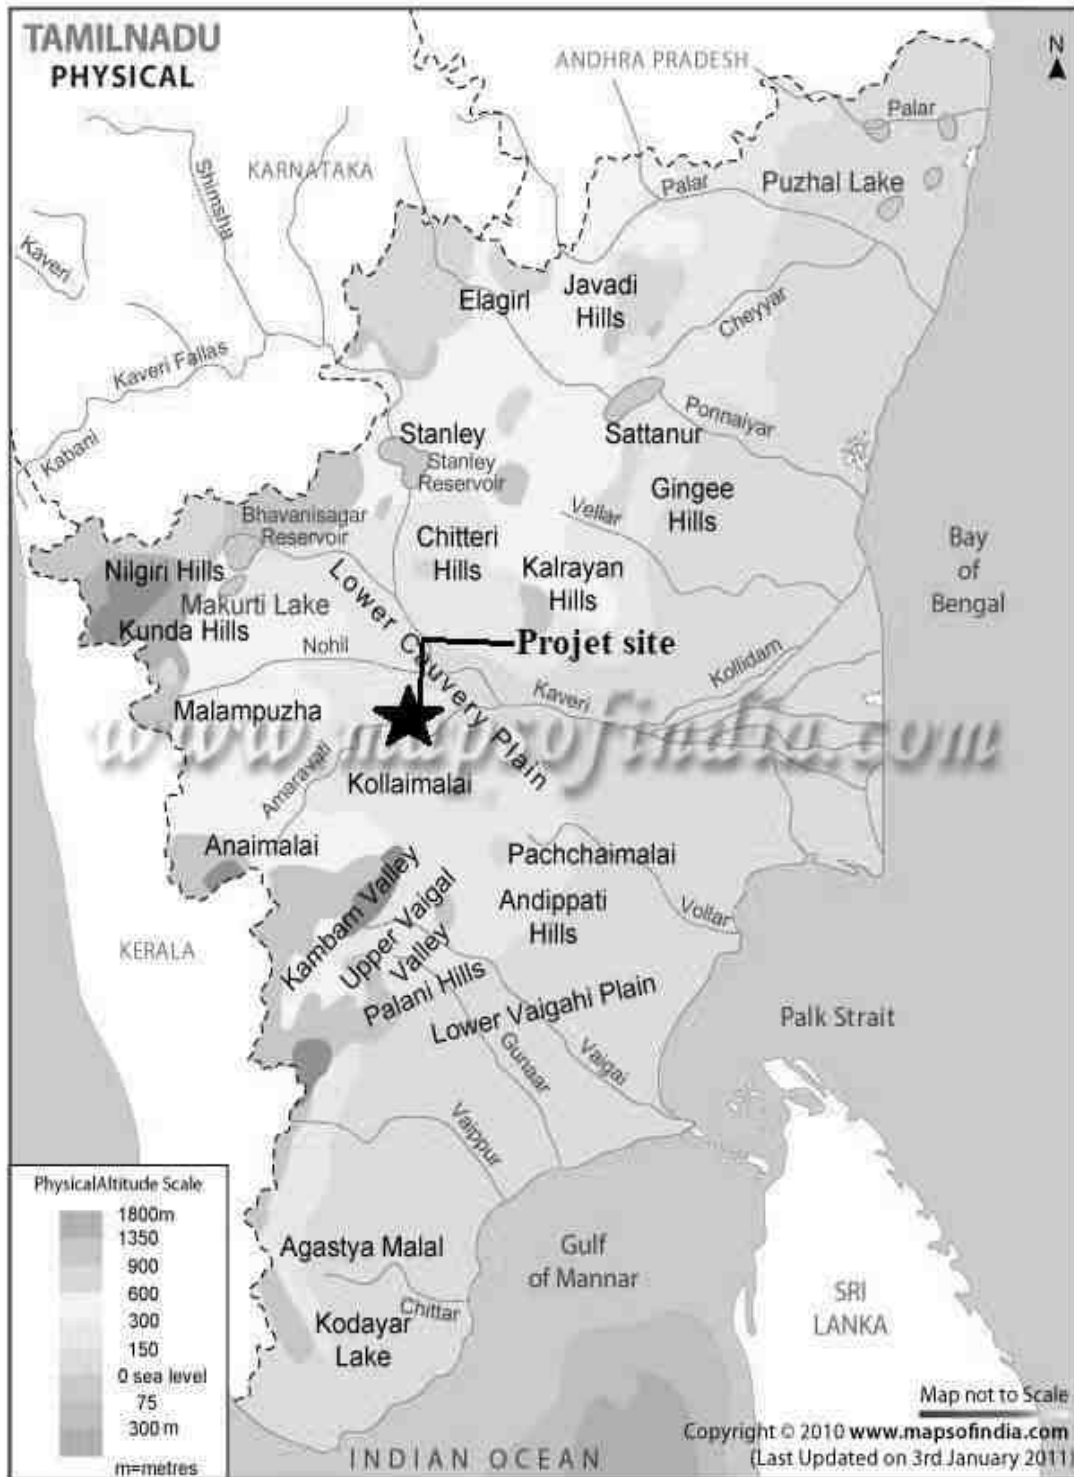 TAMILNADU
PHYSICAL
ANDHRA PRADESH
N
Palar
KARNATAKA
Shimsha
Palar
Puzhal Lake
Kaveri
Elagirl
Javadi
Hills
Cheyyar
Kaveri Fallas
Kabani
Stanley
Stanley
Reservoir
Sattanur
Ponnaiyar
Gingee
Hills
Vellar
Bhavanisagar
Reservoir
Chitteri
Hills
Kalrayan
Hills
Bay
of
Bengal
Nilgiri Hills
Makurti Lake
Kunda Hills
Lower Cauvery Plain
Nohil
Projet site
Kollidam
Kaveri
Malampuzha
www.mapsofindia.com
Amaravati
Kollaimalai
Anaimalai
Pachchaimalai
Kambam Valley
Upper Vaigal
Valley
Andippati
Hills
Vollar
KERALA
Palani Hills
Lower Vaigahi Plain
Palk Strait
Gunaar
Vaigai
Vaippur
PhysicalAltitude Scale
1800m
1350
900
600
300
150
0 sea level
75
300 m
m=metres
Agastya Malal
Gulf
of Mannar
Chittar
Kodayar
Lake
SRI
LANKA
Map not to Scale
Copyright © 2010 www.mapsofindia.com
(Last Updated on 3rd January 2011)
INDIAN OCEAN